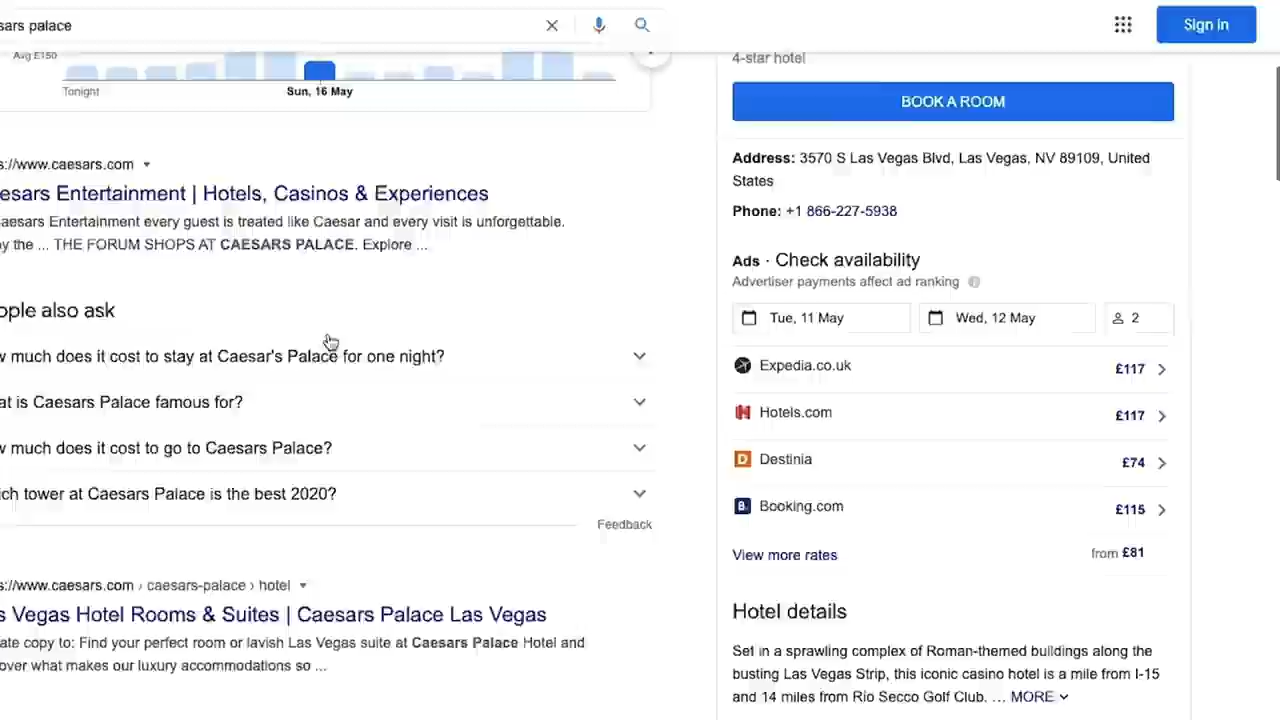 sars palace
Sign in
Avg £150
Tonight
Sun, 16 May
s://www.caesars.com
esars Entertainment | Hotels, Casinos & Experiences
aesars Entertainment every guest is treated like Caesar and every visit is unforgettable.
y the ... THE FORUM SHOPS AT CAESARS PALACE. Explore ...
ople also ask
w much does it cost to stay at Caesar's Palace for one night?
at is Caesars Palace famous for?
w much does it cost to go to Caesars Palace?
ich tower at Caesars Palace is the best 2020?
Feedback
s://www.caesars.com › caesars-palace › hotel
s Vegas Hotel Rooms & Suites | Caesars Palace Las Vegas
ate copy to: Find your perfect room or lavish Las Vegas suite at Caesars Palace Hotel and
over what makes our luxury accommodations so ...
4-star hotel
BOOK A ROOM
Address: 3570 S Las Vegas Blvd, Las Vegas, NV 89109, United
States
Phone: +1 866-227-5938
Ads · Check availability
Advertiser payments affect ad ranking
Tue, 11 May
Wed, 12 May
2
Expedia.co.uk £117
Hotels.com £117
Destinia £74
Booking.com £115
View more rates from £81
Hotel details
Set in a sprawling complex of Roman-themed buildings along the
busting Las Vegas Strip, this iconic casino hotel is a mile from I-15
and 14 miles from Rio Secco Golf Club. ... MORE